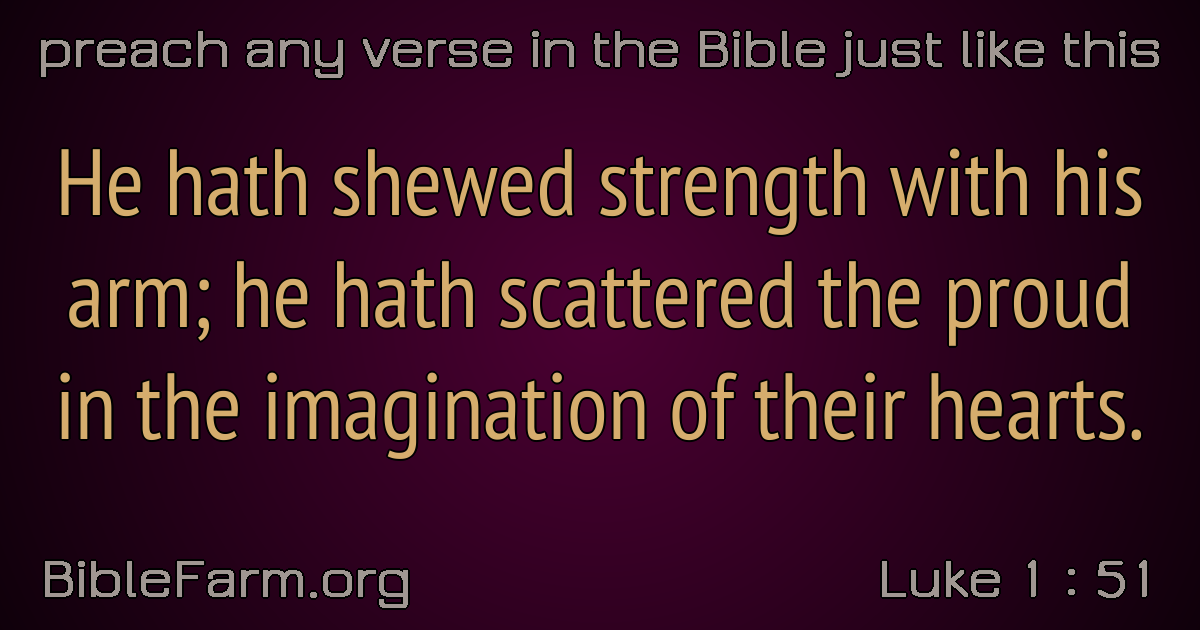 preach any verse in the Bible just like this
He hath shewed strength with his
arm; he hath scattered the proud
in the imagination of their hearts.
BibleFarm.org
Luke 1 : 51